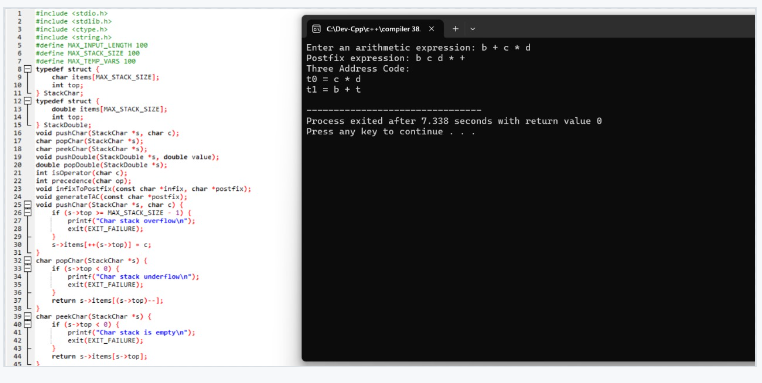 1 #include <stdio.h>
2 #include <stdlib.h>
3 #include <ctype.h>
4 #include <string.h>
5 #define MAX_INPUT_LENGTH 100
6 #define MAX_STACK_SIZE 100
7 #define MAX_TEMP_VARS 100
8 typedef struct {
9 char items[MAX_STACK_SIZE];
10 int top;
11 } StackChar;
12 typedef struct {
13 double items[MAX_STACK_SIZE];
14 int top;
15 } StackDouble;
16 void pushChar(StackChar *s, char c);
17 char popChar(StackChar *s);
18 char peekChar(StackChar *s);
19 void pushDouble(StackDouble *s, double value);
20 double popDouble(StackDouble *s);
21 int isOperator(char c);
22 int precedence(char op);
23 void infixToPostfix(const char *infix, char *postfix);
24 void generateTAC(const char *postfix);
25 void pushChar(StackChar *s, char c) {
26 if (s->top >= MAX_STACK_SIZE - 1) {
27 printf("Char stack overflow\n");
28 exit(EXIT_FAILURE);
29 }
30 s->items[++(s->top)] = c;
31 }
32 char popChar(StackChar *s) {
33 if (s->top < 0) {
34 printf("Char stack underflow\n");
35 exit(EXIT_FAILURE);
36 }
37 return s->items[(s->top)--];
38 }
39 char peekChar(StackChar *s) {
40 if (s->top < 0) {
41 printf("Char stack is empty\n");
42 exit(EXIT_FAILURE);
43 }
44 return s->items[s->top];
45 }
C:\Dev-Cpp\c++\compiler 38. × + ⌄
Enter an arithmetic expression: b + c * d
Postfix expression: b c d * +
Three Address Code:
t0 = c * d
t1 = b + t
--------------------------------
Process exited after 7.338 seconds with return value 0
Press any key to continue . . .